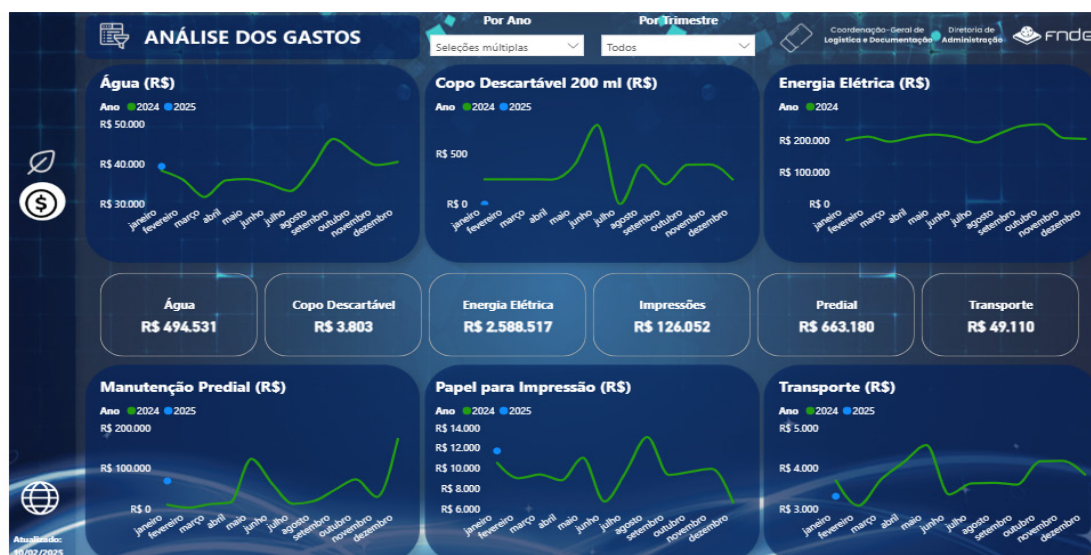 ANÁLISE DOS GASTOS
Por Ano
Seleções múltiplas
Por Trimestre
Todos
Coordenação-Geral de
Logística e Documentação
Diretoria de
Administração
FNDE
Água (R$)
Ano 2024 2025
R$ 50.000
R$ 40.000
R$ 30.000
janeiro fevereiro março abril maio junho julho agosto setembro outubro novembro dezembro
Copo Descartável 200 ml (R$)
Ano 2024 2025
R$ 500
R$ 0
janeiro fevereiro março abril maio junho julho agosto setembro outubro novembro dezembro
Energia Elétrica (R$)
Ano 2024
R$ 200.000
R$ 100.000
R$ 0
janeiro fevereiro março abril maio junho julho agosto setembro outubro novembro dezembro
Água
R$ 494.531
Copo Descartável
R$ 3.803
Energia Elétrica
R$ 2.588.517
Impressões
R$ 126.052
Predial
R$ 663.180
Transporte
R$ 49.110
Manutenção Predial (R$)
Ano 2024 2025
R$ 200.000
R$ 100.000
R$ 0
janeiro fevereiro março abril maio junho julho agosto setembro outubro novembro dezembro
Papel para Impressão (R$)
Ano 2024 2025
R$ 14.000
R$ 12.000
R$ 10.000
R$ 8.000
R$ 6.000
janeiro fevereiro março abril maio junho julho agosto setembro outubro novembro dezembro
Transporte (R$)
Ano 2024 2025
R$ 5.000
R$ 4.000
R$ 3.000
janeiro fevereiro março abril maio junho julho agosto setembro outubro novembro dezembro
Atualizado:
10/02/2025